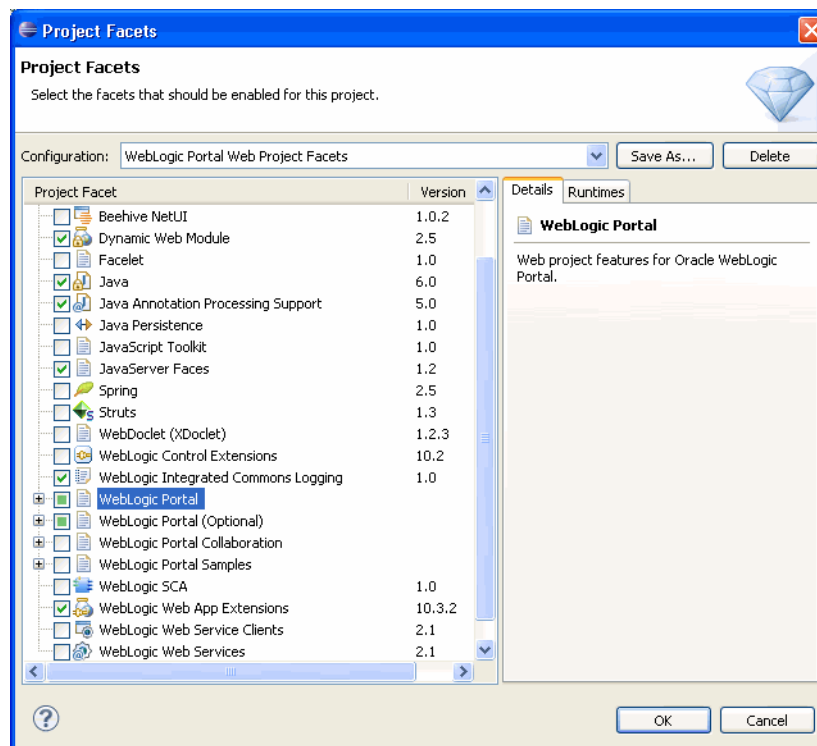 Project Facets
Project Facets
Select the facets that should be enabled for this project.
Configuration: WebLogic Portal Web Project Facets Save As... Delete
Project Facet Version
Beehive NetUI 1.0.2
Dynamic Web Module 2.5
Facelet 1.0
Java 6.0
Java Annotation Processing Support 5.0
Java Persistence 1.0
JavaScript Toolkit 1.0
JavaServer Faces 1.2
Spring 2.5
Struts 1.3
WebDoclet (XDoclet) 1.2.3
WebLogic Control Extensions 10.2
WebLogic Integrated Commons Logging 1.0
WebLogic Portal
WebLogic Portal (Optional)
WebLogic Portal Collaboration
WebLogic Portal Samples
WebLogic SCA 1.0
WebLogic Web App Extensions 10.3.2
WebLogic Web Service Clients 2.1
WebLogic Web Services 2.1
Details Runtimes
WebLogic Portal
Web project features for Oracle WebLogic
Portal.
OK Cancel